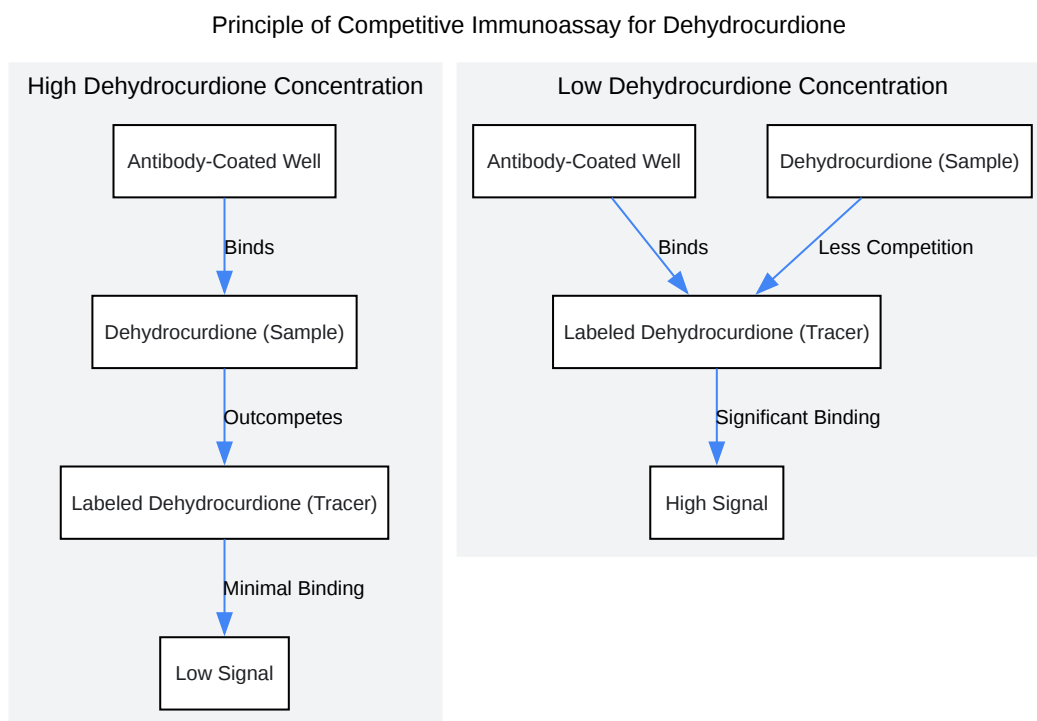 Principle of Competitive Immunoassay for Dehydrocurdione
High Dehydrocurdione Concentration
Antibody-Coated Well
Binds
Dehydrocurdione (Sample)
Outcompetes
Labeled Dehydrocurdione (Tracer)
Minimal Binding
Low Signal
Low Dehydrocurdione Concentration
Antibody-Coated Well
Dehydrocurdione (Sample)
Binds
Less Competition
Labeled Dehydrocurdione (Tracer)
Significant Binding
High Signal